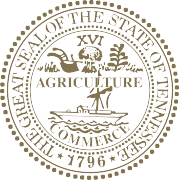 THE GREAT SEAL OF THE STATE OF TENNESSEE
XVI
AGRICULTURE
COMMERCE
1796